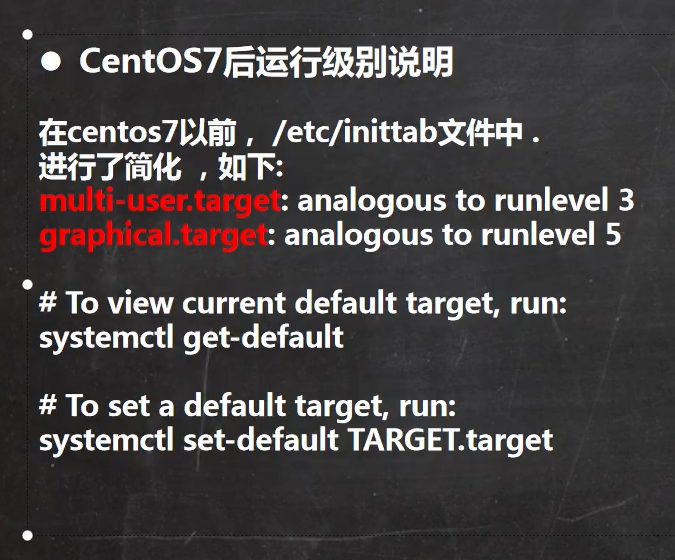 ● CentOS7后运行级别说明
在centos7以前， /etc/inittab文件中 .
进行了简化 ，如下:
multi-user.target: analogous to runlevel 3
graphical.target: analogous to runlevel 5
# To view current default target, run:
systemctl get-default
# To set a default target, run:
systemctl set-default TARGET.target